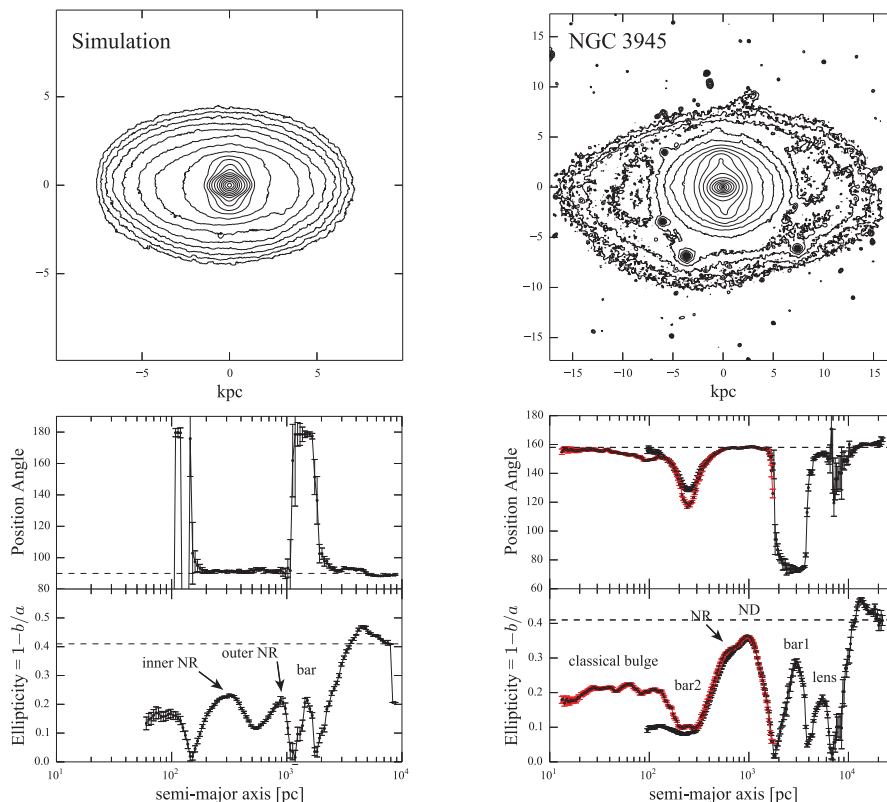 Simulation
5
0
−5
−5
0
5
kpc
NGC 3945
15
10
5
0
−5
−10
−15
−15
−10
−5
0
5
10
15
kpc
Position Angle
180
160
140
120
100
80
Ellipticity = 1−b/a
0.5
0.4
0.3
0.2
0.1
0.0
inner NR
outer NR
bar
10¹
10²
10³
10⁴
semi-major axis [pc]
Position Angle
180
160
140
120
100
80
60
Ellipticity = 1−b/a
0.4
0.3
0.2
0.1
0.0
classical bulge
bar2
NR
ND
bar1
lens
10¹
10²
10³
10⁴
semi-major axis [pc]